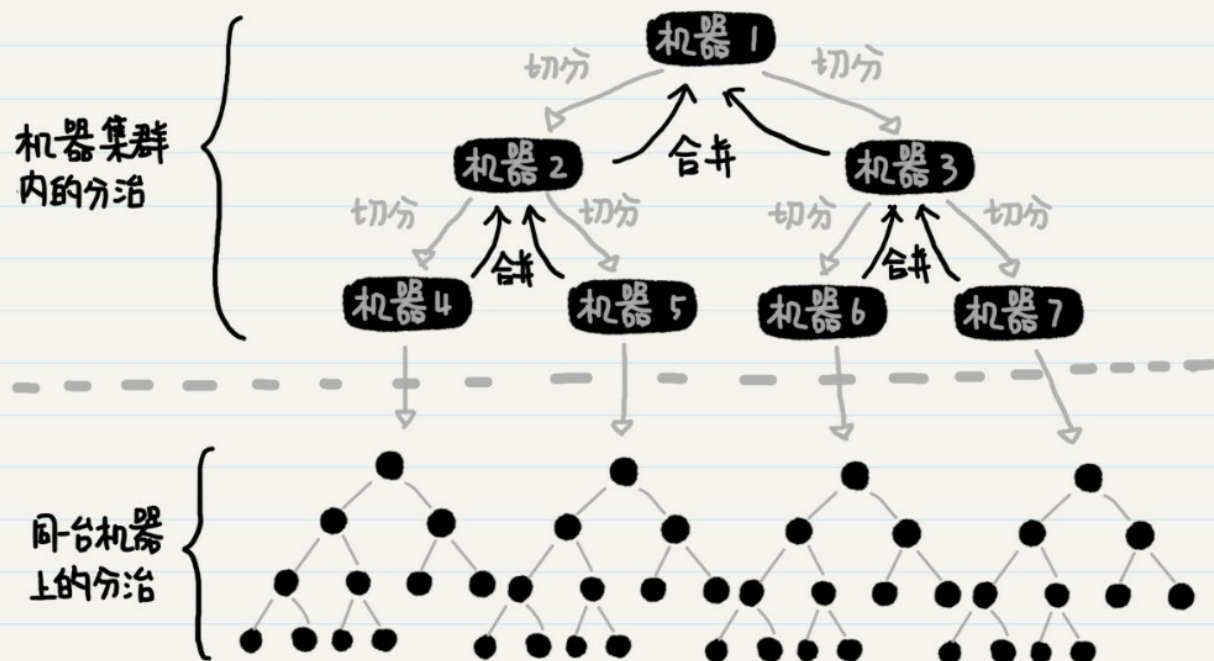 机器1
切分
切分
机器集群
内的分治
合并
机器2
机器3
切分
切分
切分
切分
合并
合并
机器4
机器5
机器6
机器7
同一台机器
上的分治